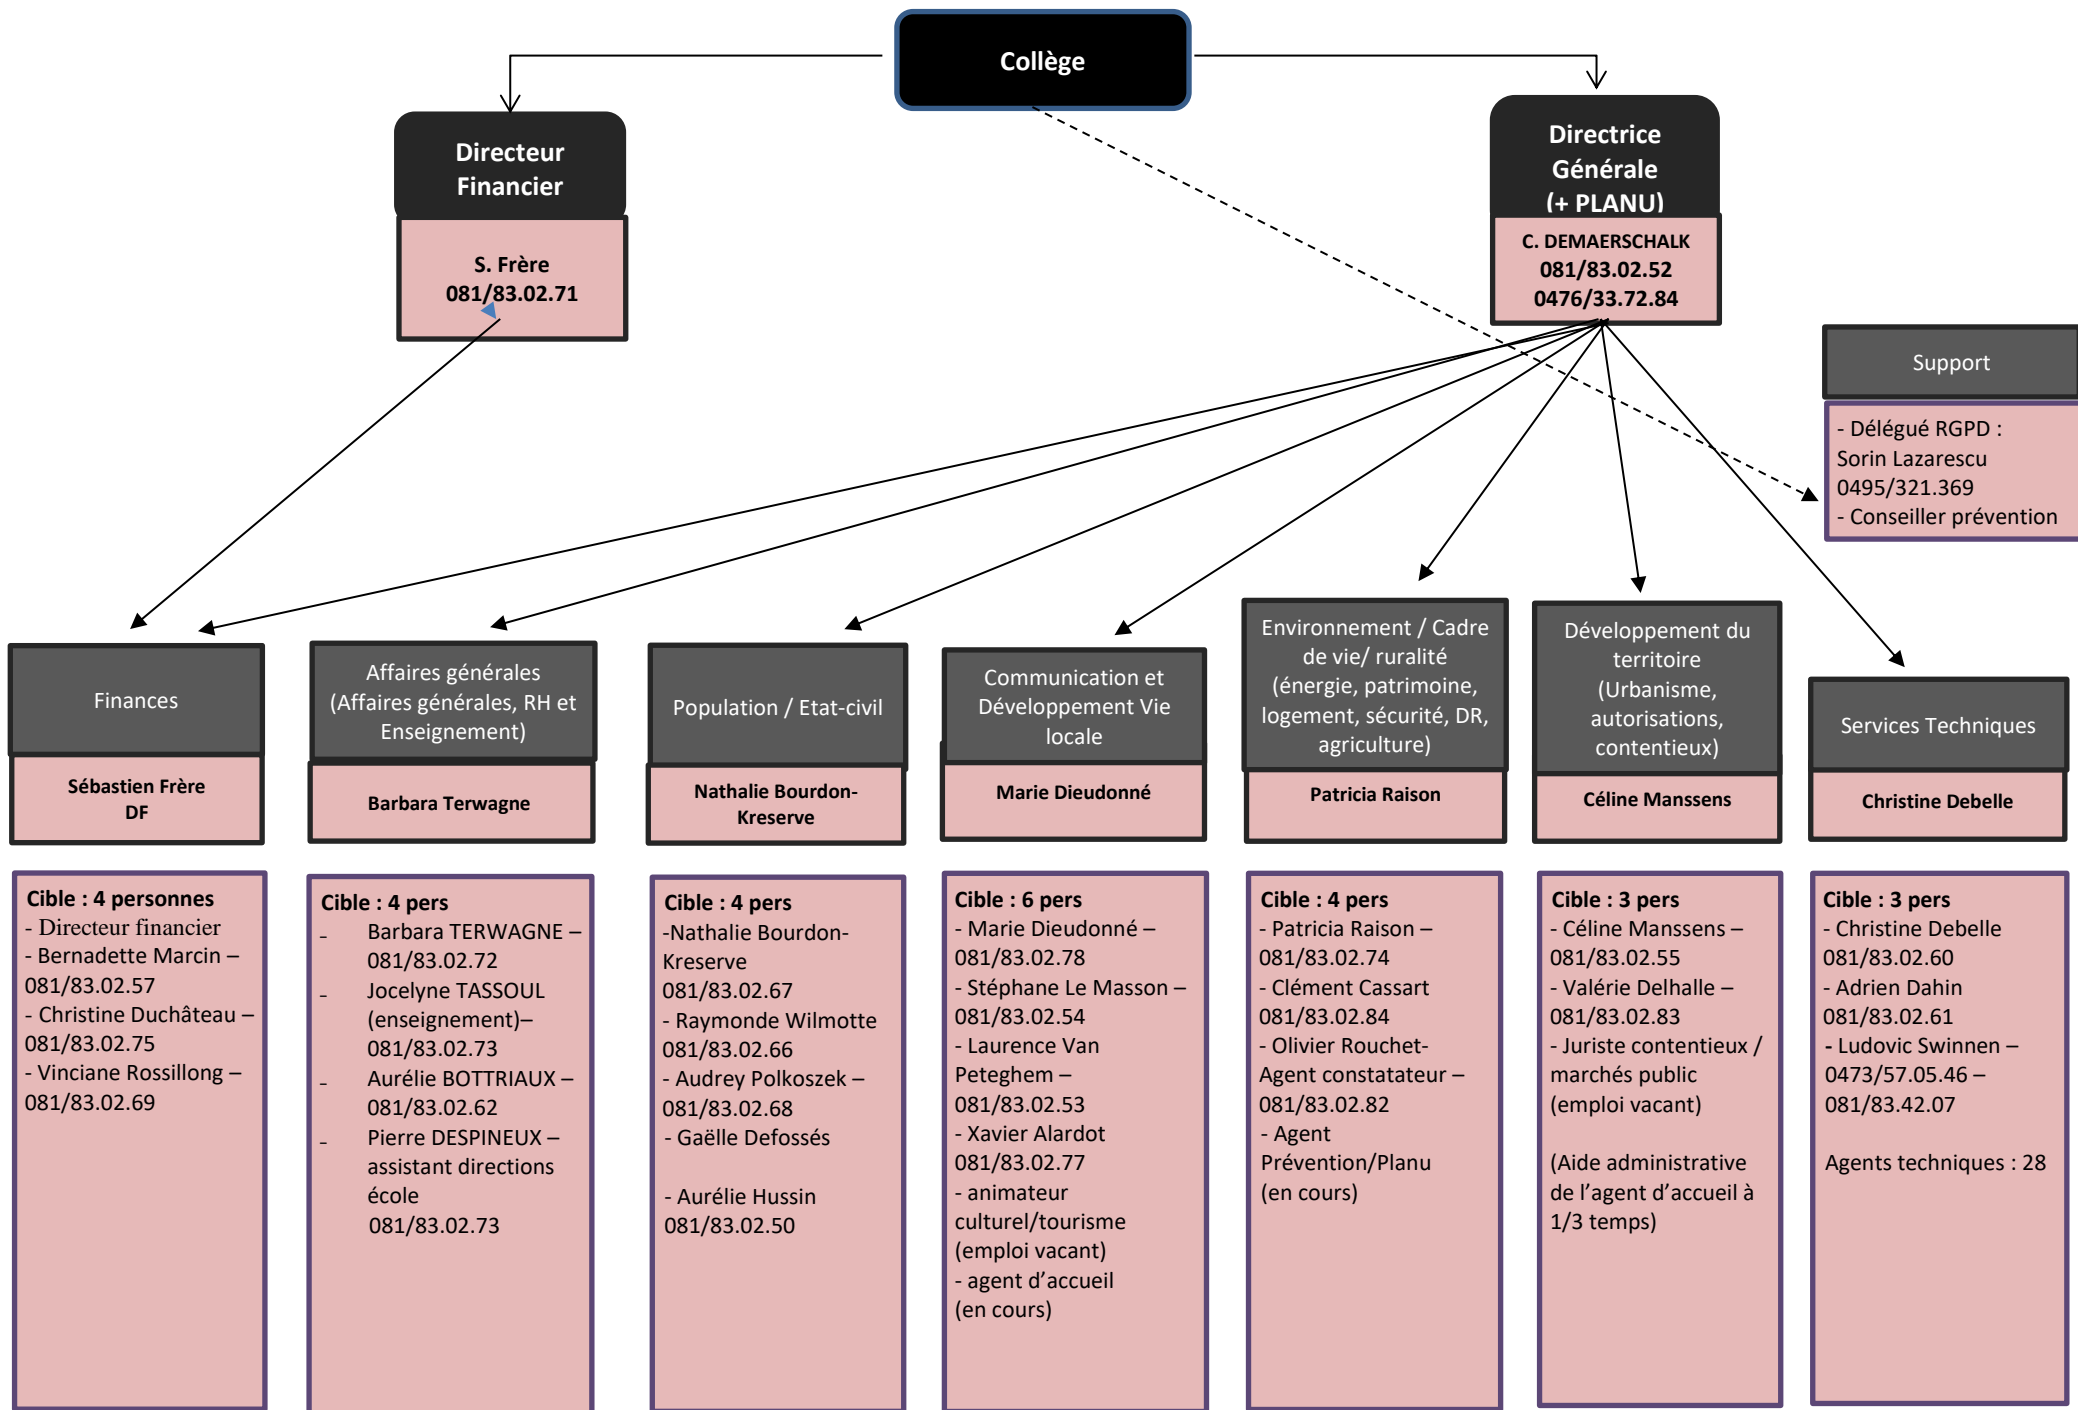 Collège
Directeur
Financier
S. Frère
081/83.02.71
Directrice
Générale
(+ PLANU)
C. DEMAERSCHALK
081/83.02.52
0476/33.72.84
Support
- Délégué RGPD :
Sorin Lazarescu
0495/321.369
- Conseiller prévention
Finances
Sébastien Frère
DF
Cible : 4 personnes
- Directeur financier
- Bernadette Marcin –
081/83.02.57
- Christine Duchâteau –
081/83.02.75
- Vinciane Rossillong –
081/83.02.69
Affaires générales
(Affaires générales, RH et
Enseignement)
Barbara Terwagne
Cible : 4 pers
- Barbara TERWAGNE –
081/83.02.72
- Jocelyne TASSOUL
(enseignement)–
081/83.02.73
- Aurélie BOTTRIAUX –
081/83.02.62
- Pierre DESPINEUX –
assistant directions
école
081/83.02.73
Population / Etat-civil
Nathalie Bourdon-
Kreserve
Cible : 4 pers
-Nathalie Bourdon-
Kreserve
081/83.02.67
- Raymonde Wilmotte
081/83.02.66
- Audrey Polkoszek –
081/83.02.68
- Gaëlle Defossés
- Aurélie Hussin
081/83.02.50
Communication et
Développement Vie
locale
Marie Dieudonné
Cible : 6 pers
- Marie Dieudonné –
081/83.02.78
- Stéphane Le Masson –
081/83.02.54
- Laurence Van
Peteghem –
081/83.02.53
- Xavier Alardot
081/83.02.77
- animateur
culturel/tourisme
(emploi vacant)
- agent d’accueil
(en cours)
Environnement / Cadre
de vie/ ruralité
(énergie, patrimoine,
logement, sécurité, DR,
agriculture)
Patricia Raison
Cible : 4 pers
- Patricia Raison –
081/83.02.74
- Clément Cassart
081/83.02.84
- Olivier Rouchet-
Agent constatateur –
081/83.02.82
- Agent
Prévention/Planu
(en cours)
Développement du
territoire
(Urbanisme,
autorisations,
contentieux)
Céline Manssens
Cible : 3 pers
- Céline Manssens –
081/83.02.55
- Valérie Delhalle –
081/83.02.83
- Juriste contentieux /
marchés public
(emploi vacant)
(Aide administrative
de l’agent d’accueil à
1/3 temps)
Services Techniques
Christine Debelle
Cible : 3 pers
- Christine Debelle
081/83.02.60
- Adrien Dahin
081/83.02.61
- Ludovic Swinnen –
0473/57.05.46 –
081/83.42.07
Agents techniques : 28